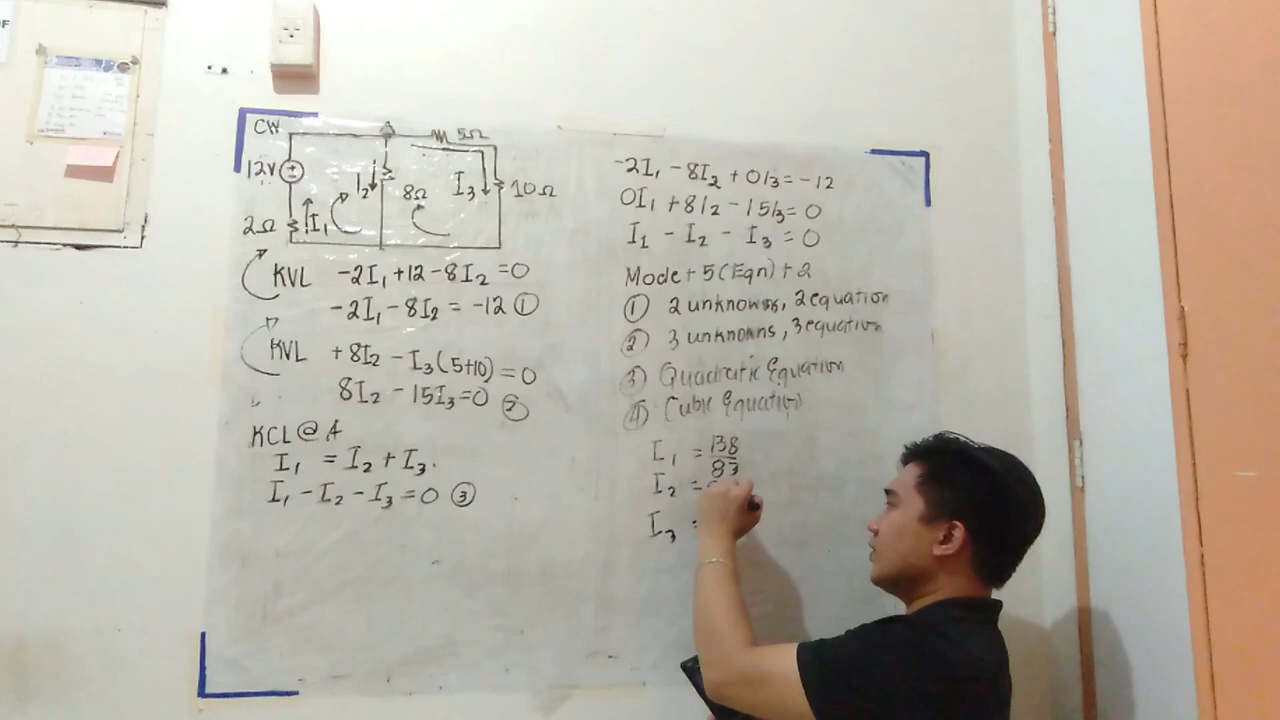 CW
5Ω
12V
I2
8Ω
I3
10Ω
2Ω
I1
KVL -2I1 +12 - 8I2 = 0
-2I1 - 8I2 = -12 ①
KVL +8I2 - I3(5+10) = 0
8I2 - 15I3 = 0 ②
KCL @ A
I1 = I2 + I3.
I1 - I2 - I3 = 0 ③
-2I1 - 8I2 + 0I3 = -12
0I1 + 8I2 - 15I3 = 0
I1 - I2 - I3 = 0
Mode + 5 (Eqn) + 2
① 2 unknowns, 2 equation
② 3 unknowns, 3 equation
③ Quadratic Equation
④ Cubic Equation
I1 = 138
83
I2 =
I3 =